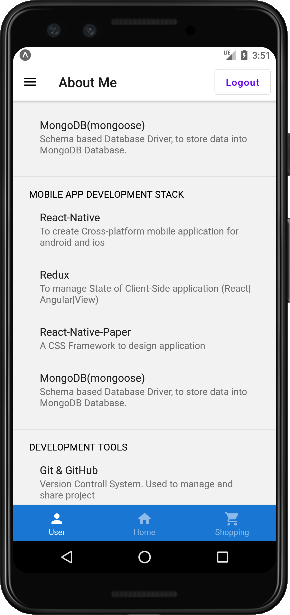 3:51
About Me
Logout
MongoDB(mongoose)
Schema based Database Driver, to store data into
MongoDB Database.
MOBILE APP DEVELOPMENT STACK
React-Native
To create Cross-platform mobile application for
android and ios
Redux
To manage State of Client-Side application (React|
Angular|View)
React-Native-Paper
A CSS Framework to design application
MongoDB(mongoose)
Schema based Database Driver, to store data into
MongoDB Database.
DEVELOPMENT TOOLS
Git & GitHub
Version Controll System. Used to manage and
share project
User
Home
Shopping